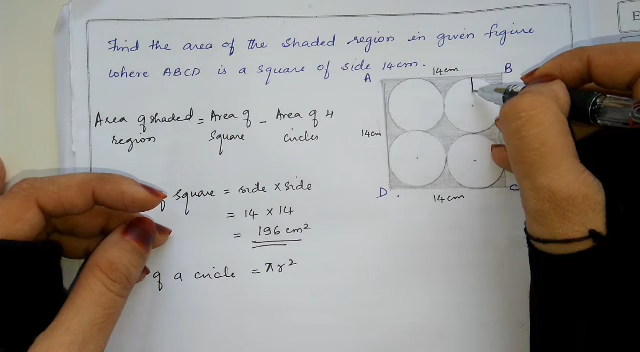 Find the area of the shaded region in given figure
where ABCD is a square of side 14cm.
A 14cm B
Area of shaded = Area of - Area of 4
region square circles
14cm
square = side × side
D . 14cm C
= 14 × 14
= 196 cm²
of a circle = πr²
E